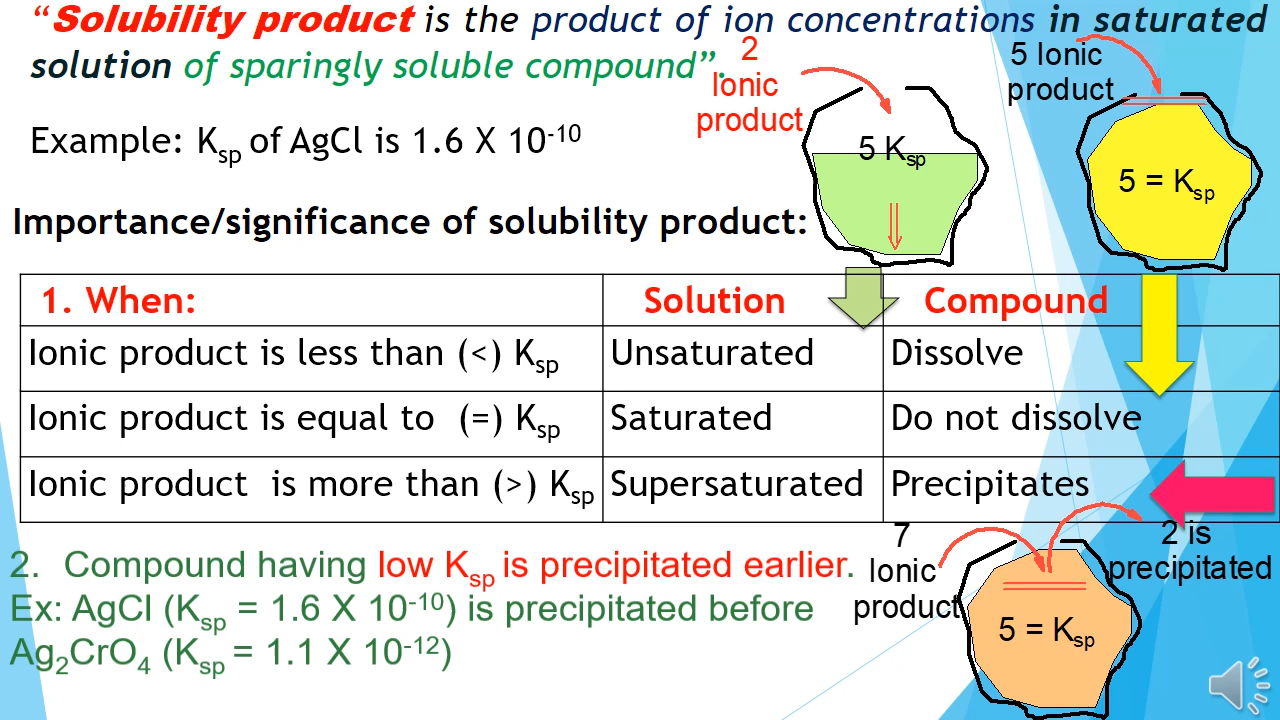 “Solubility product is the product of ion concentrations in saturated
solution of sparingly soluble compound”.
2
Ionic
product
5 Ionic
product
5 Ksp
5 = Ksp
Example: Ksp of AgCl is 1.6 X 10-10
Importance/significance of solubility product:
1. When: Solution Compound
Ionic product is less than (<) Ksp Unsaturated Dissolve
Ionic product is equal to (=) Ksp Saturated Do not dissolve
Ionic product is more than (>) Ksp Supersaturated Precipitates
2. Compound having low Ksp is precipitated earlier.
Ex: AgCl (Ksp = 1.6 X 10-10) is precipitated before
Ag2CrO4 (Ksp = 1.1 X 10-12)
7
Ionic
product
2 is
precipitated
5 = Ksp